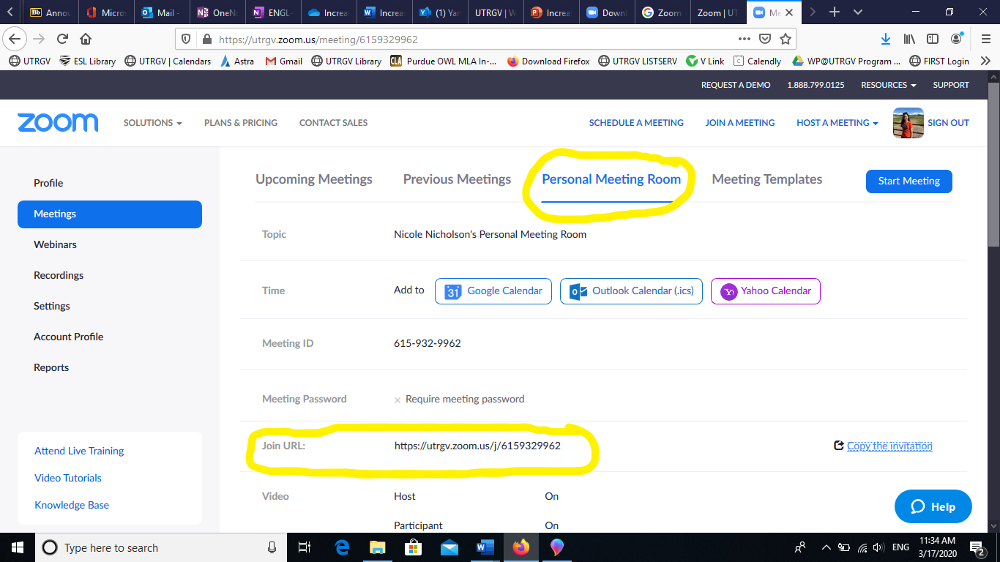 Bb Annou Micros Mail - OneNo ENGL- Increa Increa (1) Yar UTRGV | W Increa Downl Zoom Zoom | UT Me
https://utrgv.zoom.us/meeting/6159329962
UTRGV ESL Library UTRGV | Calendars Astra Gmail UTRGV Library CLA Purdue OWL MLA In-... Download Firefox UTRGV LISTSERV V Link Calendly WP@UTRGV Program ... FIRST Login
REQUEST A DEMO 1.888.799.0125 RESOURCES SUPPORT
zoom SOLUTIONS PLANS & PRICING CONTACT SALES SCHEDULE A MEETING JOIN A MEETING HOST A MEETING SIGN OUT
Profile
Meetings
Webinars
Recordings
Settings
Account Profile
Reports
Attend Live Training
Video Tutorials
Knowledge Base
Upcoming Meetings Previous Meetings Personal Meeting Room Meeting Templates Start Meeting
Topic Nicole Nicholson's Personal Meeting Room
Time Add to 31 Google Calendar Outlook Calendar (.ics) Y! Yahoo Calendar
Meeting ID 615-932-9962
Meeting Password × Require meeting password
Join URL: https://utrgv.zoom.us/j/6159329962 Copy the invitation
Video Host On
Participant On
Help
Type here to search ENG 11:34 AM
3/17/2020 2